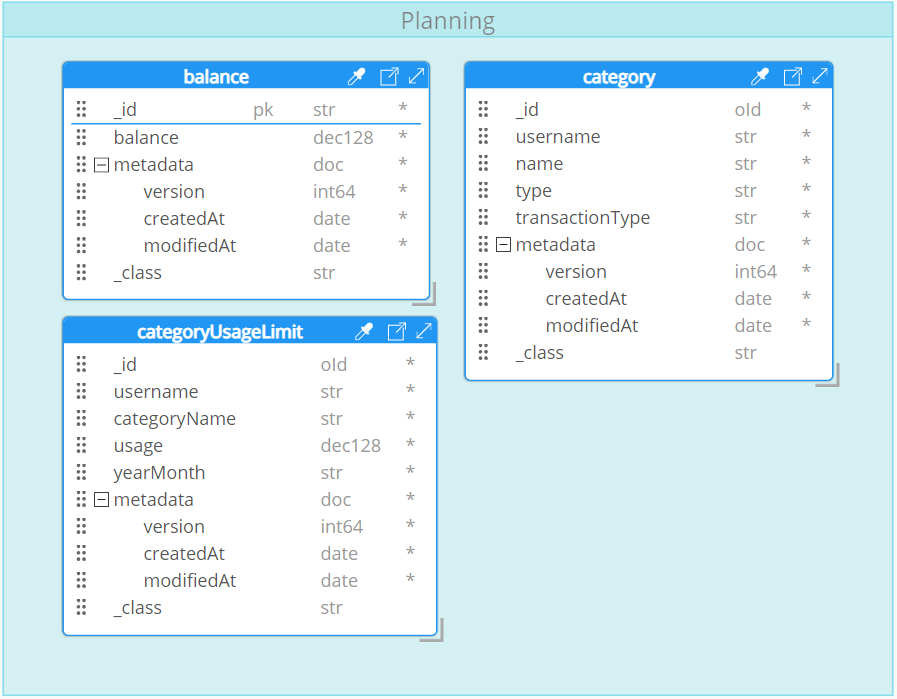 Planning
balance
_id pk str *
balance dec128 *
metadata doc *
version int64 *
createdAt date *
modifiedAt date *
_class str
category
_id oId *
username str *
name str *
type str *
transactionType str *
metadata doc *
version int64 *
createdAt date *
modifiedAt date *
_class str
categoryUsageLimit
_id oId *
username str *
categoryName str *
usage dec128 *
yearMonth str *
metadata doc *
version int64 *
createdAt date *
modifiedAt date *
_class str